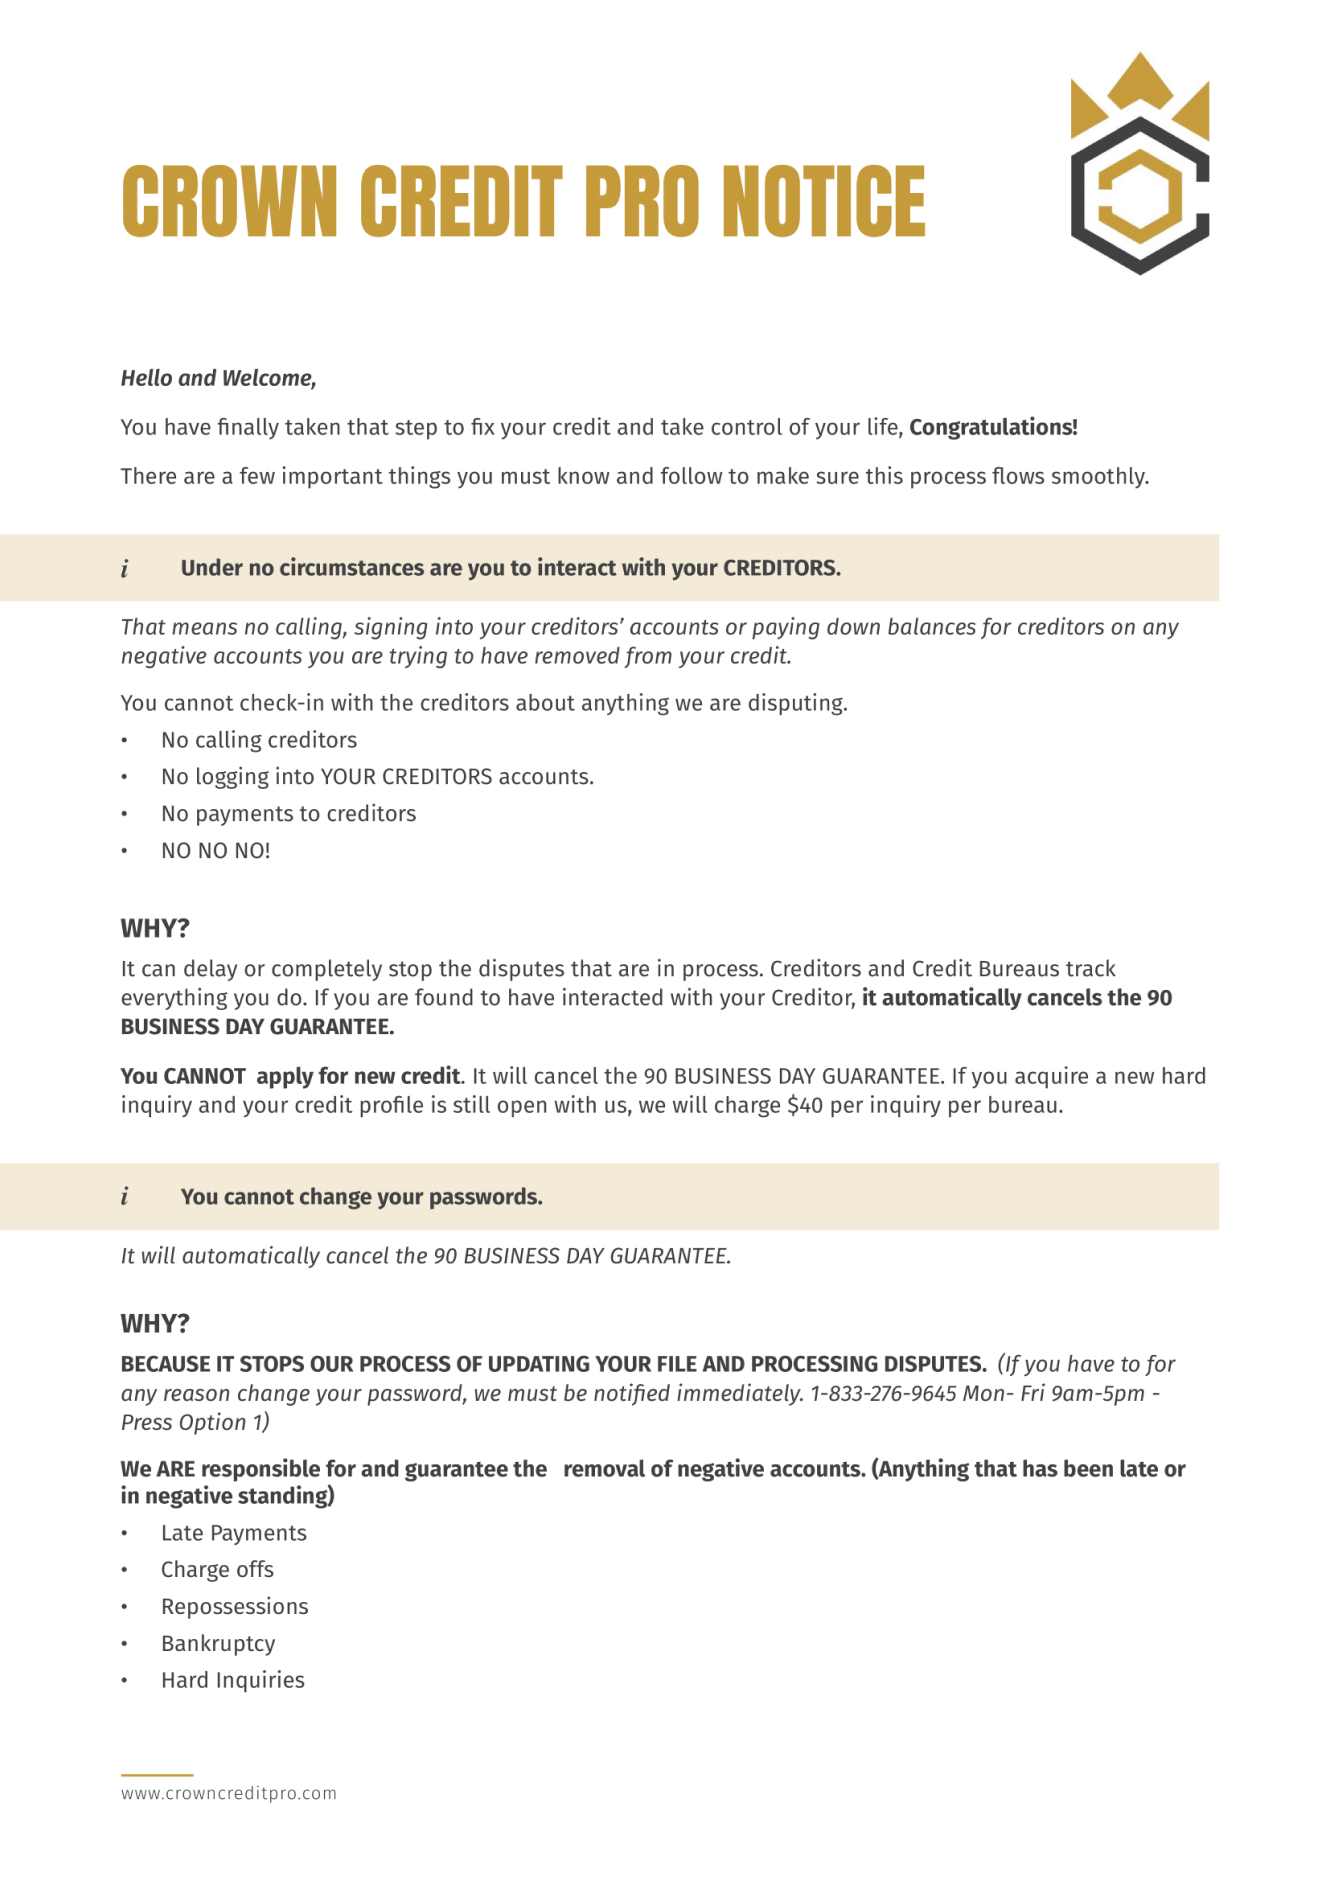 CROWN CREDIT PRO NOTICE
Hello and Welcome,
You have finally taken that step to fix your credit and take control of your life, Congratulations!
There are a few important things you must know and follow to make sure this process flows smoothly.
i Under no circumstances are you to interact with your CREDITORS.
That means no calling, signing into your creditors’ accounts or paying down balances for creditors on any
negative accounts you are trying to have removed from your credit.
You cannot check-in with the creditors about anything we are disputing.
• No calling creditors
• No logging into YOUR CREDITORS accounts.
• No payments to creditors
• NO NO NO!
WHY?
It can delay or completely stop the disputes that are in process. Creditors and Credit Bureaus track
everything you do. If you are found to have interacted with your Creditor, it automatically cancels the 90
BUSINESS DAY GUARANTEE.
You CANNOT apply for new credit. It will cancel the 90 BUSINESS DAY GUARANTEE. If you acquire a new hard
inquiry and your credit profile is still open with us, we will charge $40 per inquiry per bureau.
i You cannot change your passwords.
It will automatically cancel the 90 BUSINESS DAY GUARANTEE.
WHY?
BECAUSE IT STOPS OUR PROCESS OF UPDATING YOUR FILE AND PROCESSING DISPUTES. (If you have to for
any reason change your password, we must be notified immediately. 1-833-276-9645 Mon- Fri 9am-5pm -
Press Option 1)
We ARE responsible for and guarantee the removal of negative accounts. (Anything that has been late or
in negative standing)
• Late Payments
• Charge offs
• Repossessions
• Bankruptcy
• Hard Inquiries
www.crowncreditpro.com